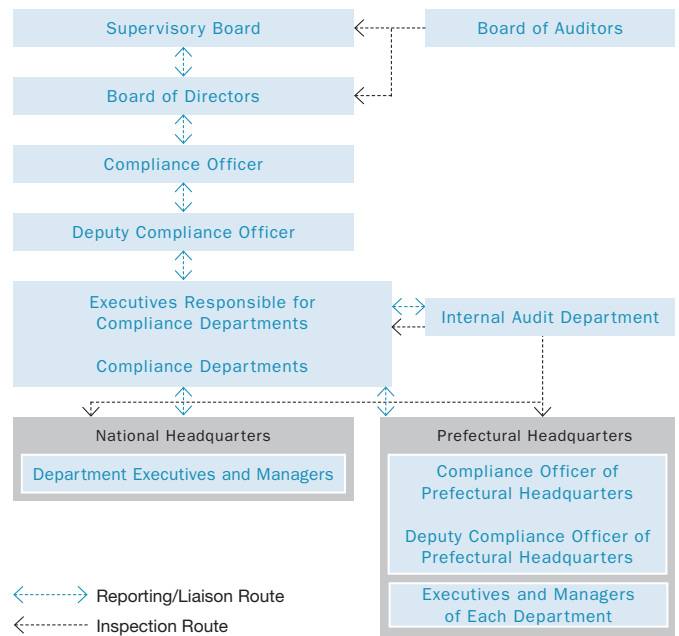 Supervisory Board
Board of Auditors
Board of Directors
Compliance Officer
Deputy Compliance Officer
Executives Responsible for
Compliance Departments
Compliance Departments
Internal Audit Department
National Headquarters
Department Executives and Managers
Prefectural Headquarters
Compliance Officer of
Prefectural Headquarters
Deputy Compliance Officer of
Prefectural Headquarters
Executives and Managers
of Each Department
Reporting/Liaison Route
Inspection Route